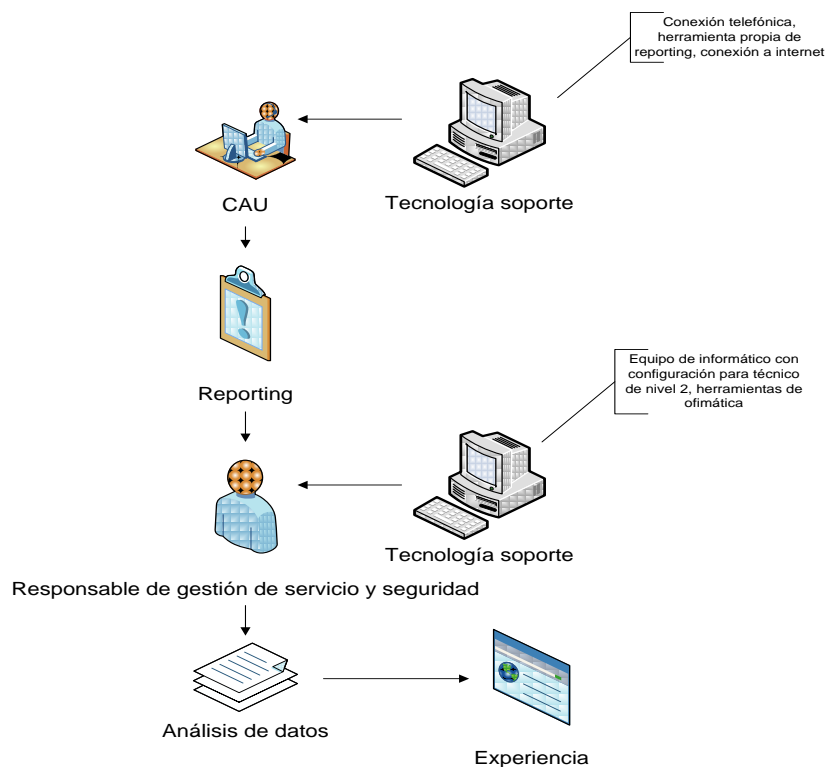 Conexión telefónica,
herramienta propia de
reporting, conexión a internet
CAU
Tecnología soporte
Reporting
Equipo de informático con
configuración para técnico
de nivel 2, herramientas de
ofimática
Tecnología soporte
Responsable de gestión de servicio y seguridad
Análisis de datos
Experiencia